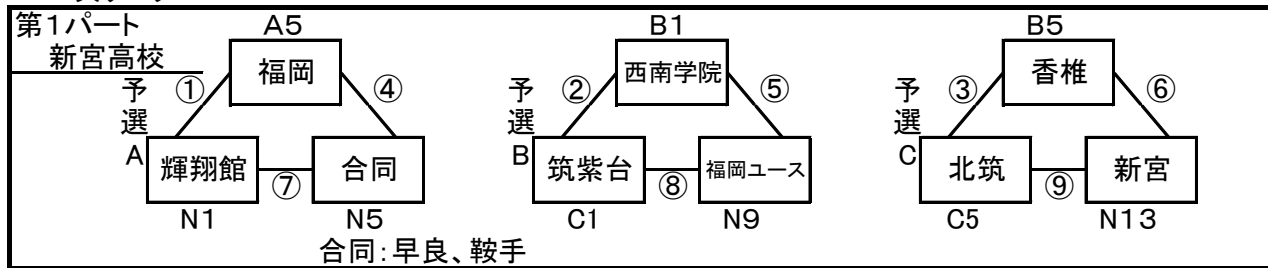 第1パート
新宮高校
A5
福岡
予選A
①
④
輝翔館
⑦
合同
N1
N5
合同:早良、鞍手
B1
西南学院
予選B
②
⑤
筑紫台
⑧
福岡ユース
C1
N9
B5
香椎
予選C
③
⑥
北筑
⑨
新宮
C5
N13